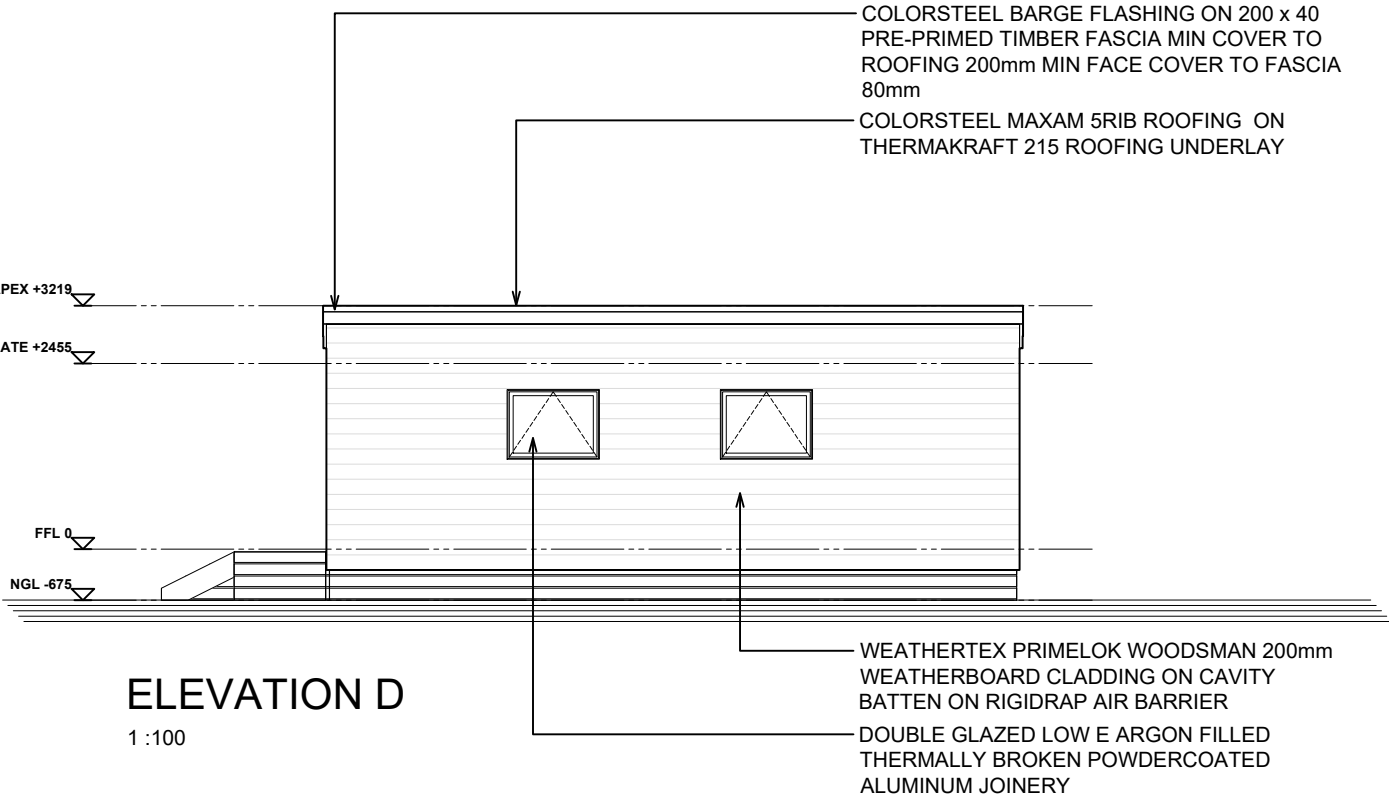 COLORSTEEL BARGE FLASHING ON 200 x 40
PRE-PRIMED TIMBER FASCIA MIN COVER TO
ROOFING 200mm MIN FACE COVER TO FASCIA
80mm
COLORSTEEL MAXAM 5RIB ROOFING ON
THERMAKRAFT 215 ROOFING UNDERLAY
PEX +3219
ATE +2455
FFL 0
NGL -675
WEATHERTEX PRIMELOK WOODSMAN 200mm
WEATHERBOARD CLADDING ON CAVITY
BATTEN ON RIGIDRAP AIR BARRIER
DOUBLE GLAZED LOW E ARGON FILLED
THERMALLY BROKEN POWDERCOATED
ALUMINUM JOINERY
ELEVATION D
1 :100